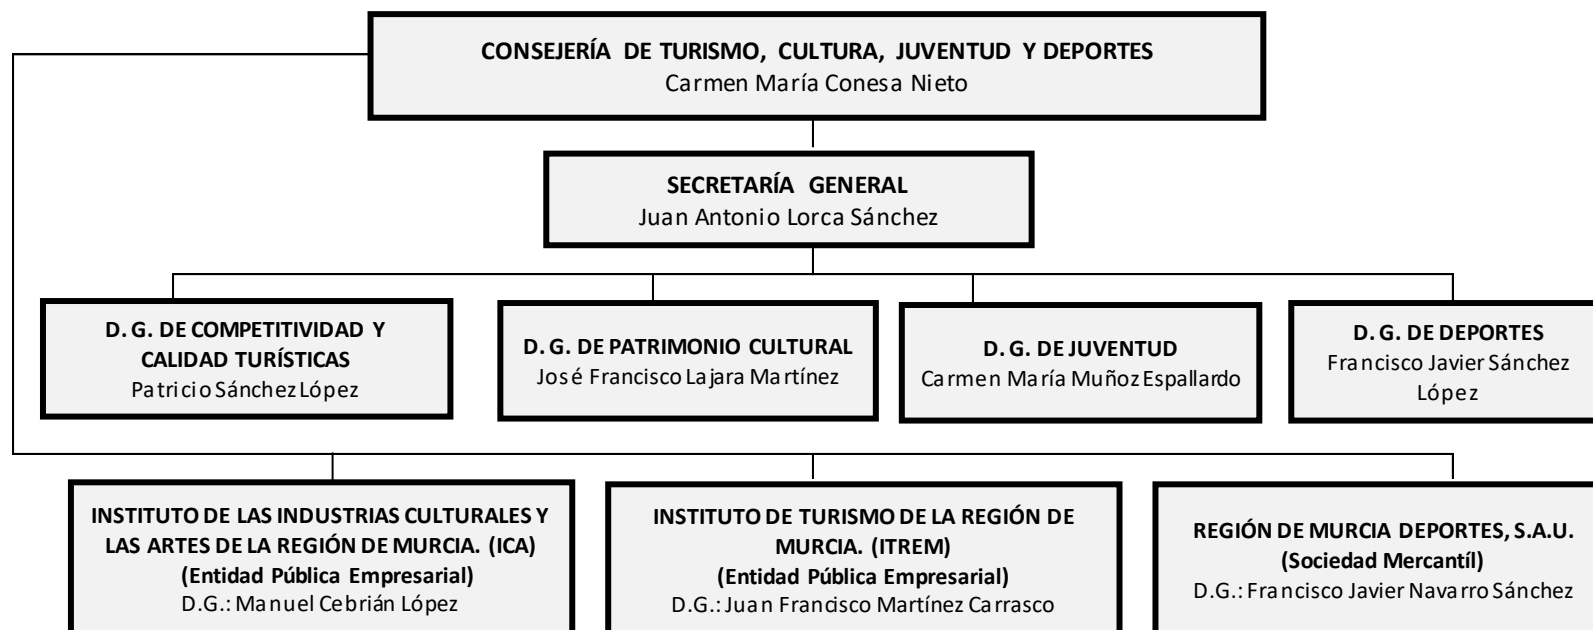 CONSEJERÍA DE TURISMO, CULTURA, JUVENTUD Y DEPORTES
Carmen María Conesa Nieto
SECRETARÍA GENERAL
Juan Antonio Lorca Sánchez
D. G. DE COMPETITIVIDAD Y
CALIDAD TURÍSTICAS
Patricio Sánchez López
D. G. DE PATRIMONIO CULTURAL
José Francisco Lajara Martínez
D. G. DE JUVENTUD
Carmen María Muñoz Espallardo
D. G. DE DEPORTES
Francisco Javier Sánchez
López
INSTITUTO DE LAS INDUSTRIAS CULTURALES Y
LAS ARTES DE LA REGIÓN DE MURCIA. (ICA)
(Entidad Pública Empresarial)
D.G.: Manuel Cebrián López
INSTITUTO DE TURISMO DE LA REGIÓN DE
MURCIA. (ITREM)
(Entidad Pública Empresarial)
D.G.: Juan Francisco Martínez Carrasco
REGIÓN DE MURCIA DEPORTES, S.A.U.
(Sociedad Mercantíl)
D.G.: Francisco Javier Navarro Sánchez